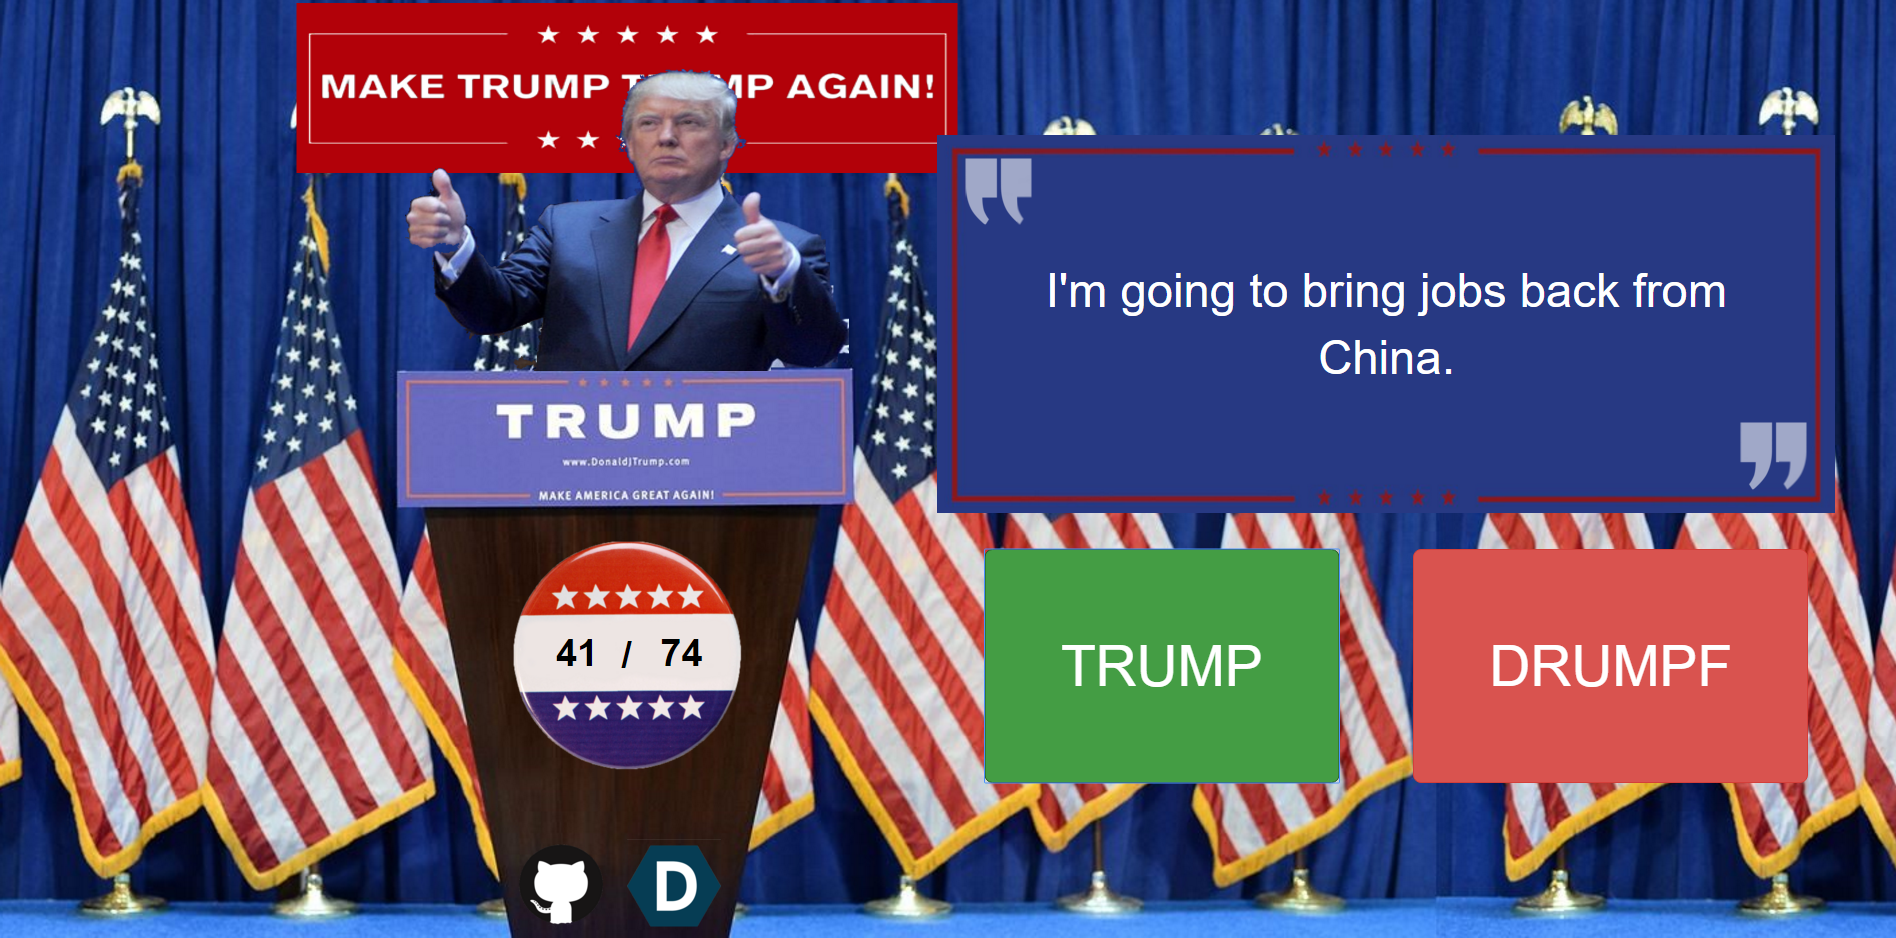 MAKE TRUMP T MP AGAIN!
I'm going to bring jobs back from
China.
TRUMP
www.DonaldJTrump.com
MAKE AMERICA GREAT AGAIN!
41 / 74
TRUMP
DRUMPF
D